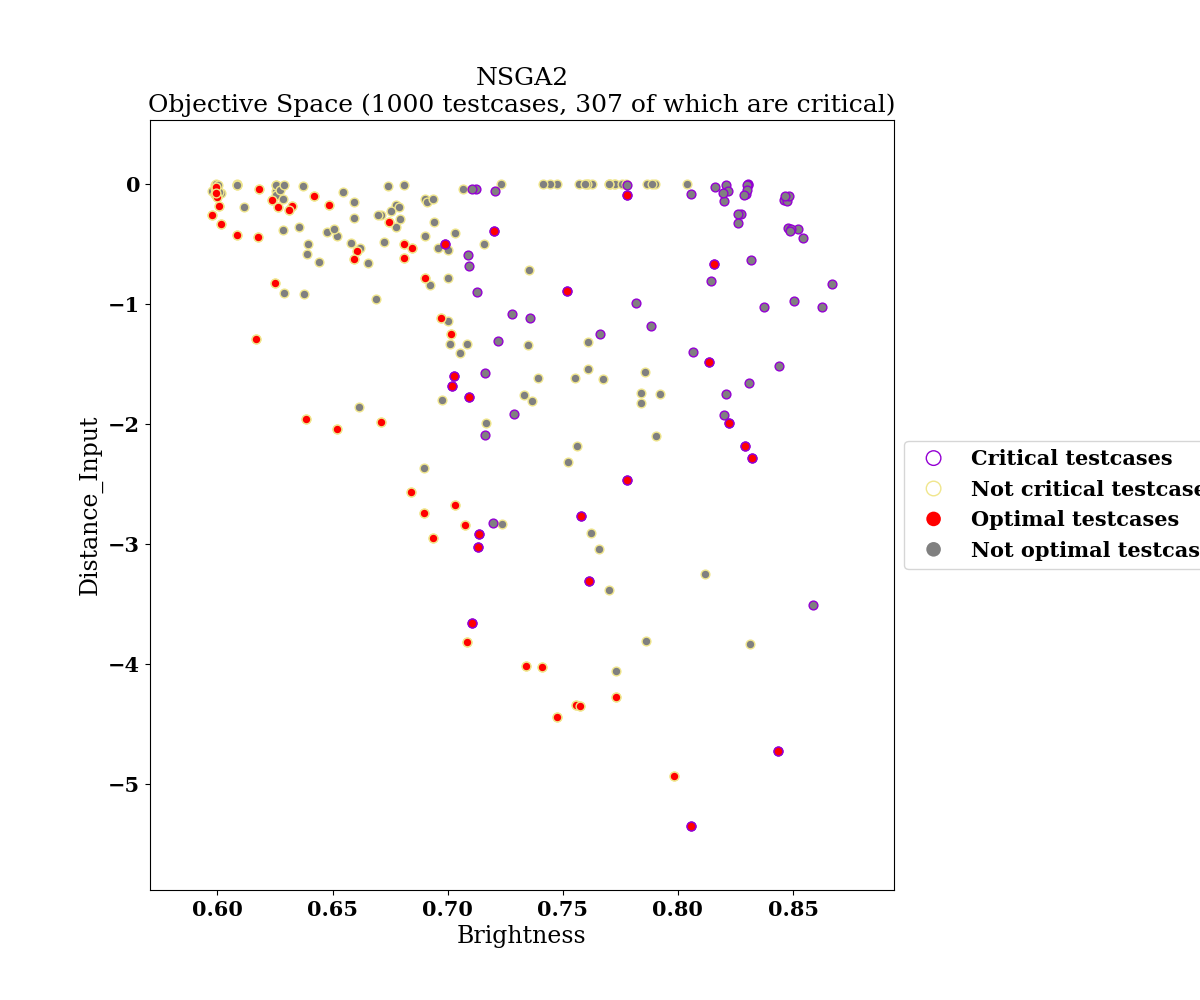 NSGA2
Objective Space (1000 testcases, 307 of which are critical)
0
−1
−2
−3
−4
−5
Distance_Input
0.60 0.65 0.70 0.75 0.80 0.85
Brightness
Critical testcases
Not critical testcase
Optimal testcases
Not optimal testcas